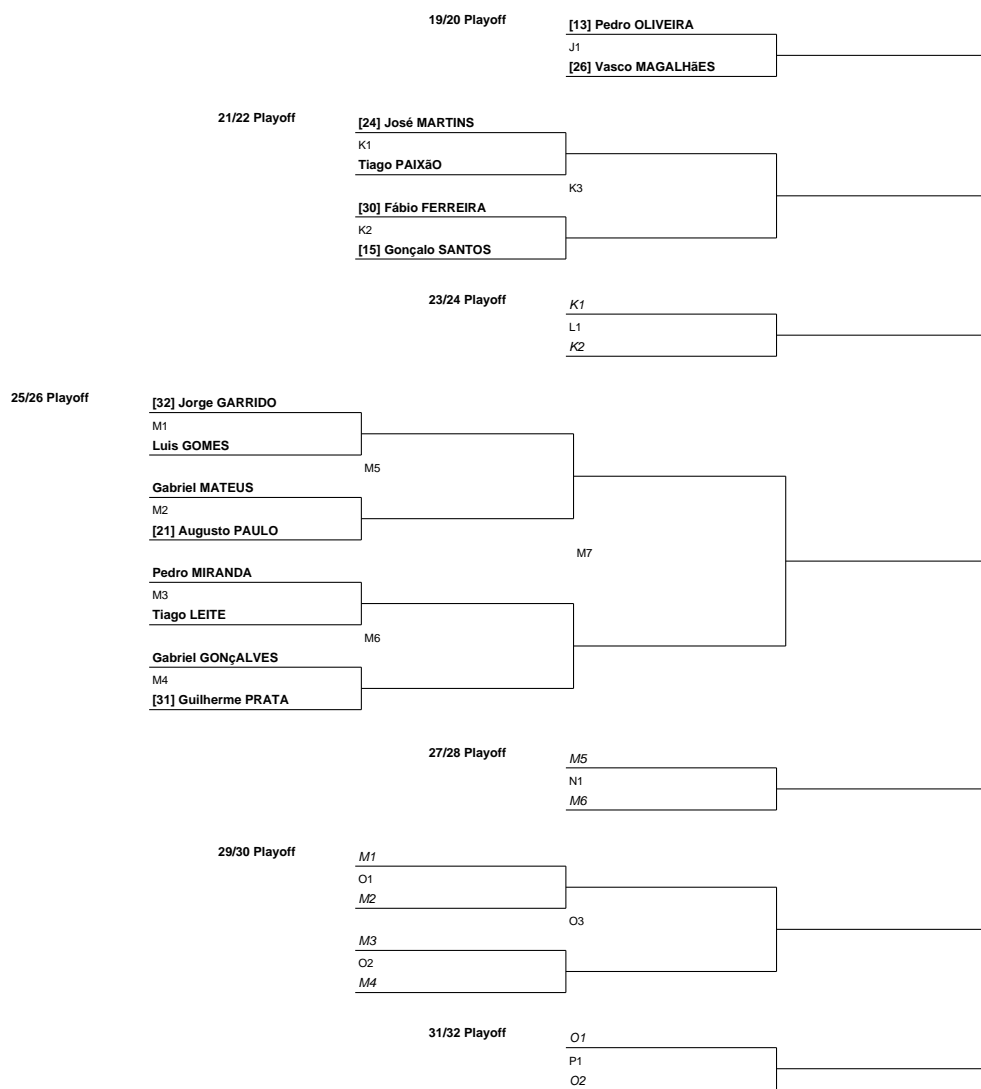 19/20 Playoff
[13] Pedro OLIVEIRA
J1
[26] Vasco MAGALHãES
21/22 Playoff
[24] José MARTINS
K1
Tiago PAIXãO
K3
[30] Fábio FERREIRA
K2
[15] Gonçalo SANTOS
23/24 Playoff
K1
L1
K2
25/26 Playoff
[32] Jorge GARRIDO
M1
Luis GOMES
M5
Gabriel MATEUS
M2
[21] Augusto PAULO
M7
Pedro MIRANDA
M3
Tiago LEITE
M6
Gabriel GONçALVES
M4
[31] Guilherme PRATA
27/28 Playoff
M5
N1
M6
29/30 Playoff
M1
O1
M2
O3
M3
O2
M4
31/32 Playoff
O1
P1
O2